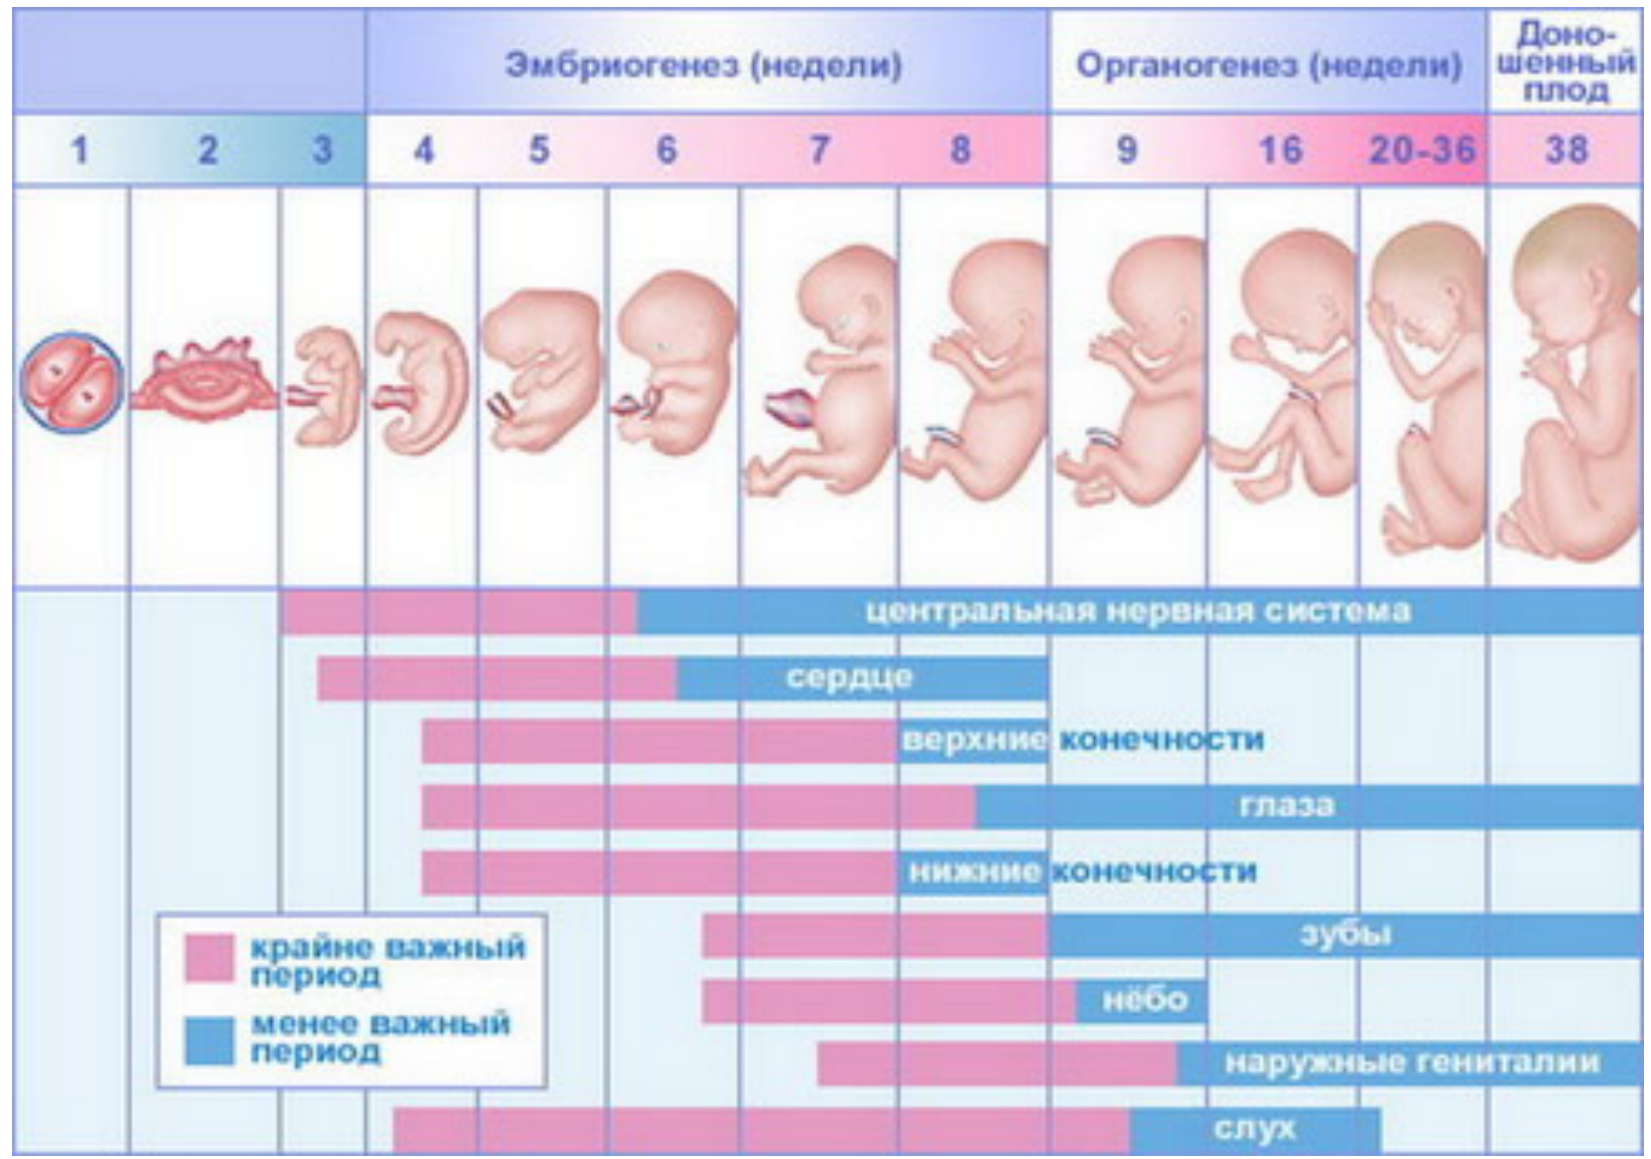 Эмбриогенез (недели)
Органогенез (недели)
Доно-
шенный
плод
1 2 3 4 5 6 7 8 9 16 20-36 38
центральная нервная система
сердце
верхние конечности
глаза
нижние конечности
зубы
нёбо
наружные гениталии
слух
крайне важный
период
менее важный
период